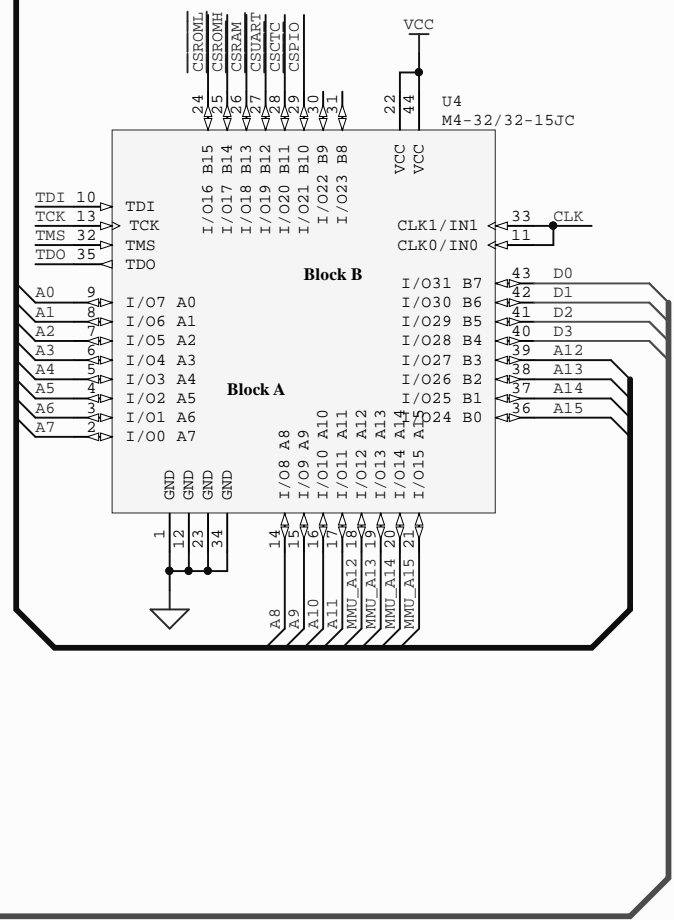 CSROML
CSROMH
CSRAM
CSUART
CSCTC
CSPIO
24
25
26
27
28
29
30
31
VCC
22
44
U4
M4-32/32-15JC
I/O16 B15
I/O17 B14
I/O18 B13
I/O19 B12
I/O20 B11
I/O21 B10
I/O22 B9
I/O23 B8
VCC
VCC
TDI 10 TDI
TCK 13 TCK
TMS 32 TMS
TDO 35 TDO
CLK1/IN1 33 CLK
CLK0/IN0 11
Block B
I/O31 B7 43 D0
I/O30 B6 42 D1
I/O29 B5 41 D2
I/O28 B4 40 D3
I/O27 B3 39 A12
I/O26 B2 38 A13
I/O25 B1 37 A14
I/O24 B0 36 A15
A0 9 I/O7 A0
A1 8 I/O6 A1
A2 7 I/O5 A2
A3 6 I/O4 A3
A4 5 I/O3 A4
A5 4 I/O2 A5
A6 3 I/O1 A6
A7 2 I/O0 A7
Block A
GND
GND
GND
GND
I/O8 A8
I/O9 A9
I/O10 A10
I/O11 A11
I/O12 A12
I/O13 A13
I/O14 A14
I/O15 A15
1
12
23
34
14
15
16
17
18
19
20
21
A8
A9
A10
A11
MMU_A12
MMU_A13
MMU_A14
MMU_A15